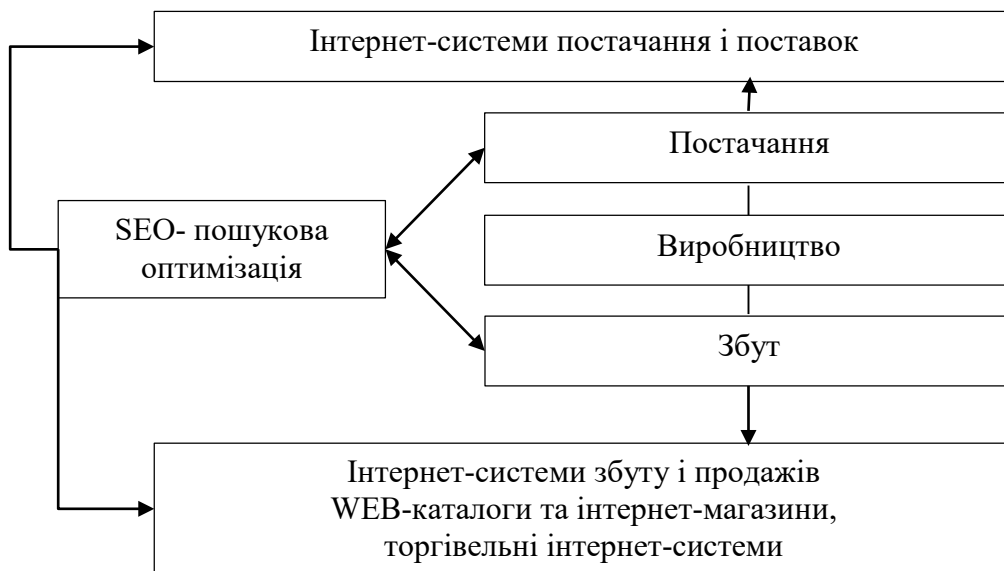 Інтернет-системи постачання і поставок
Постачання
SEO- пошукова
оптимізація
Виробництво
Збут
Інтернет-системи збуту і продажів
WEB-каталоги та інтернет-магазини,
торгівельні інтернет-системи